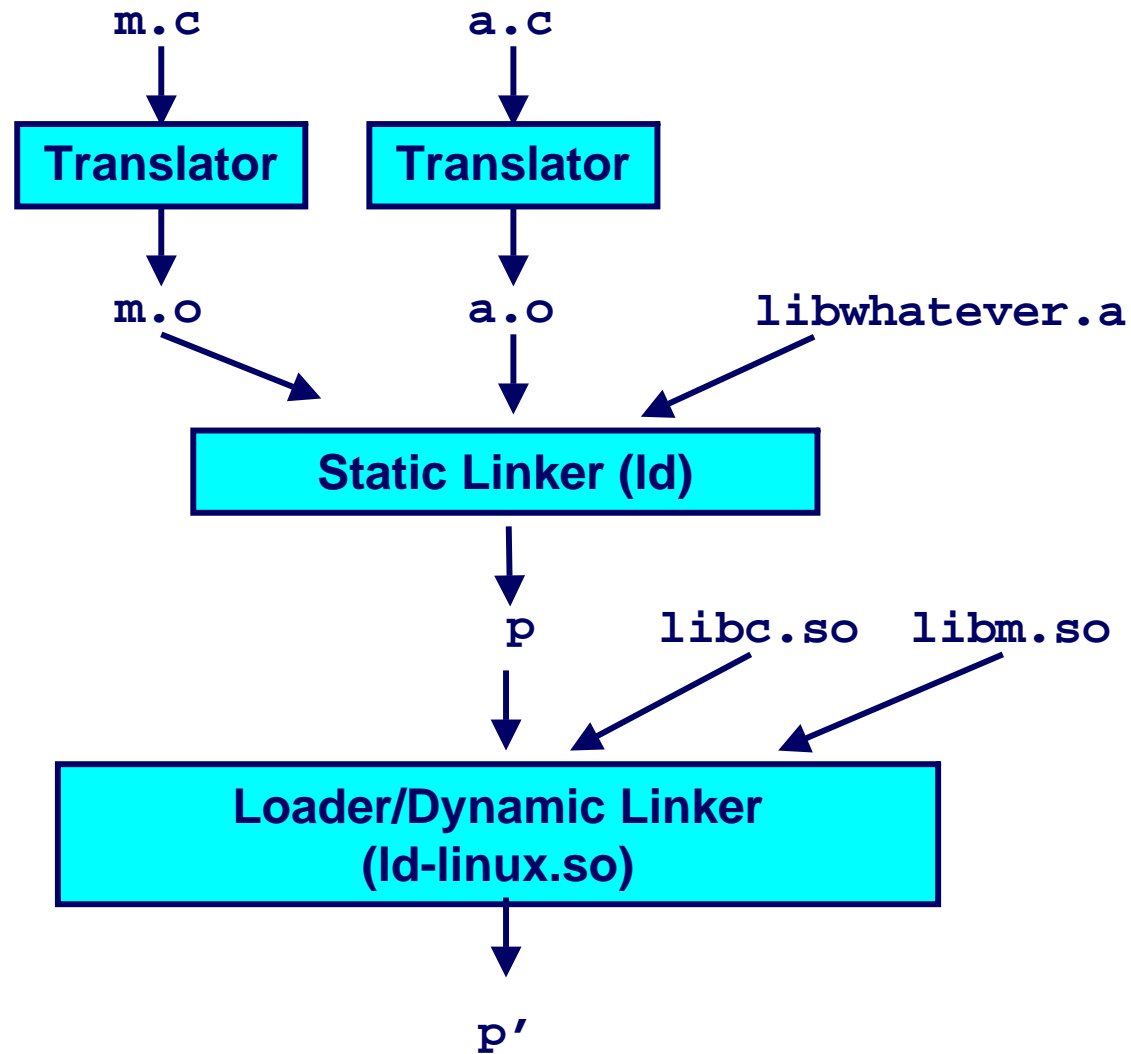 m.c
a.c
Translator
Translator
m.o
a.o
libwhatever.a
Static Linker (ld)
p
libc.so
libm.so
Loader/Dynamic Linker
(ld-linux.so)
p’